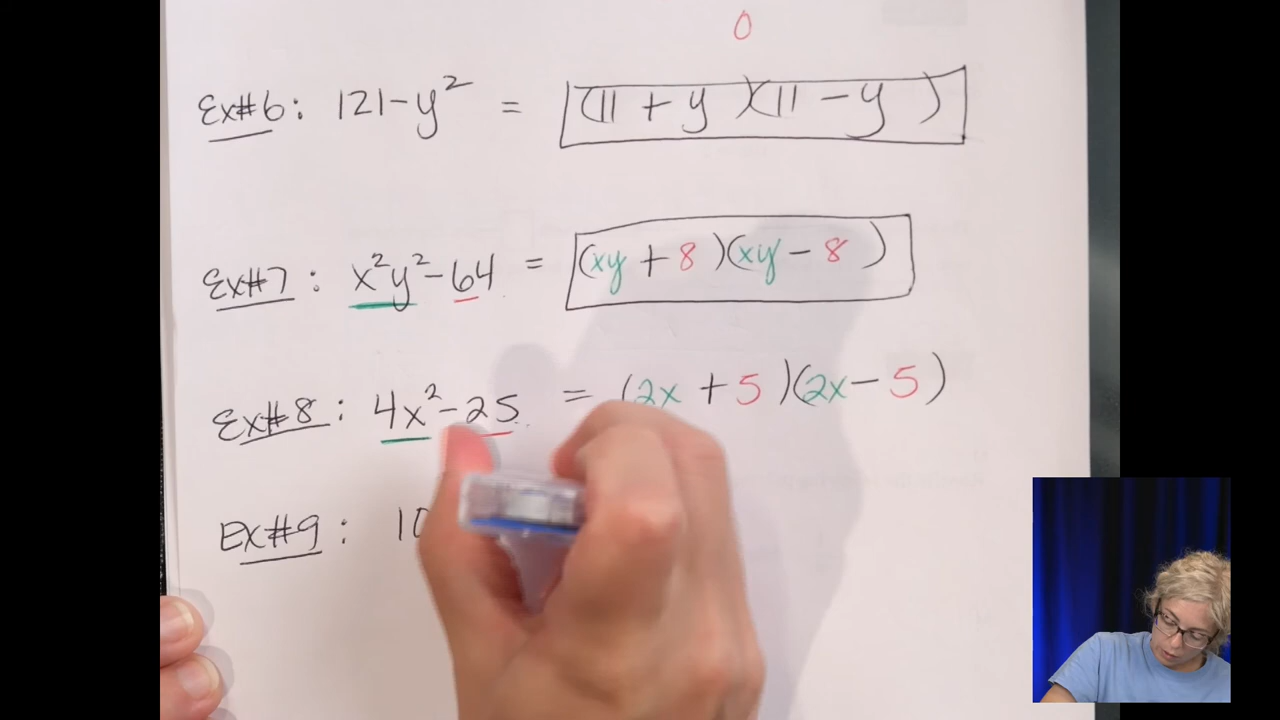 0
Ex#6: 121-y² = (11 + y)(11 - y)
Ex#7: x²y²-64 = (xy + 8)(xy - 8)
Ex#8: 4x²-25 = (2x + 5)(2x - 5)
Ex#9: 10